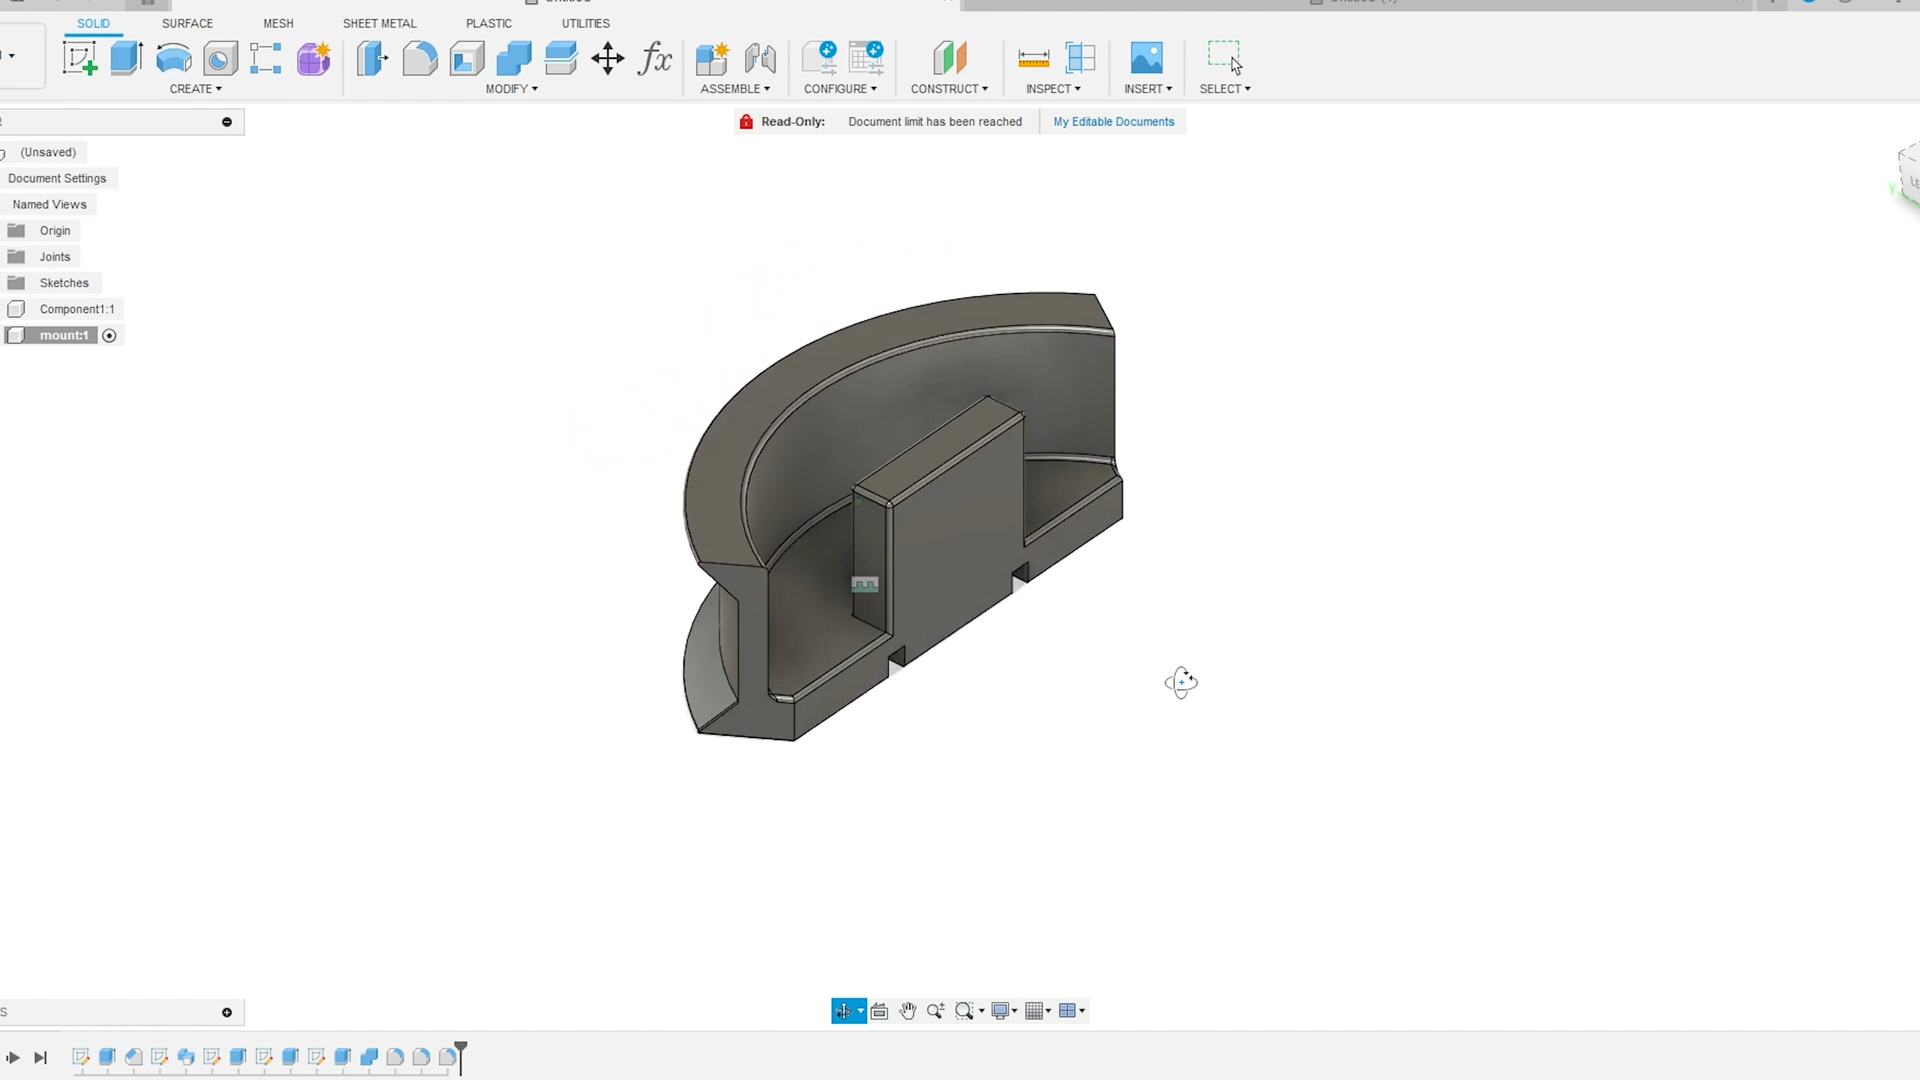 SOLID SURFACE MESH SHEET METAL PLASTIC UTILITIES
fx
CREATE MODIFY ASSEMBLE CONFIGURE CONSTRUCT INSPECT INSERT SELECT
Read-Only: Document limit has been reached My Editable Documents
(Unsaved)
Document Settings
Named Views
Origin
Joints
Sketches
Component1:1
mount:1